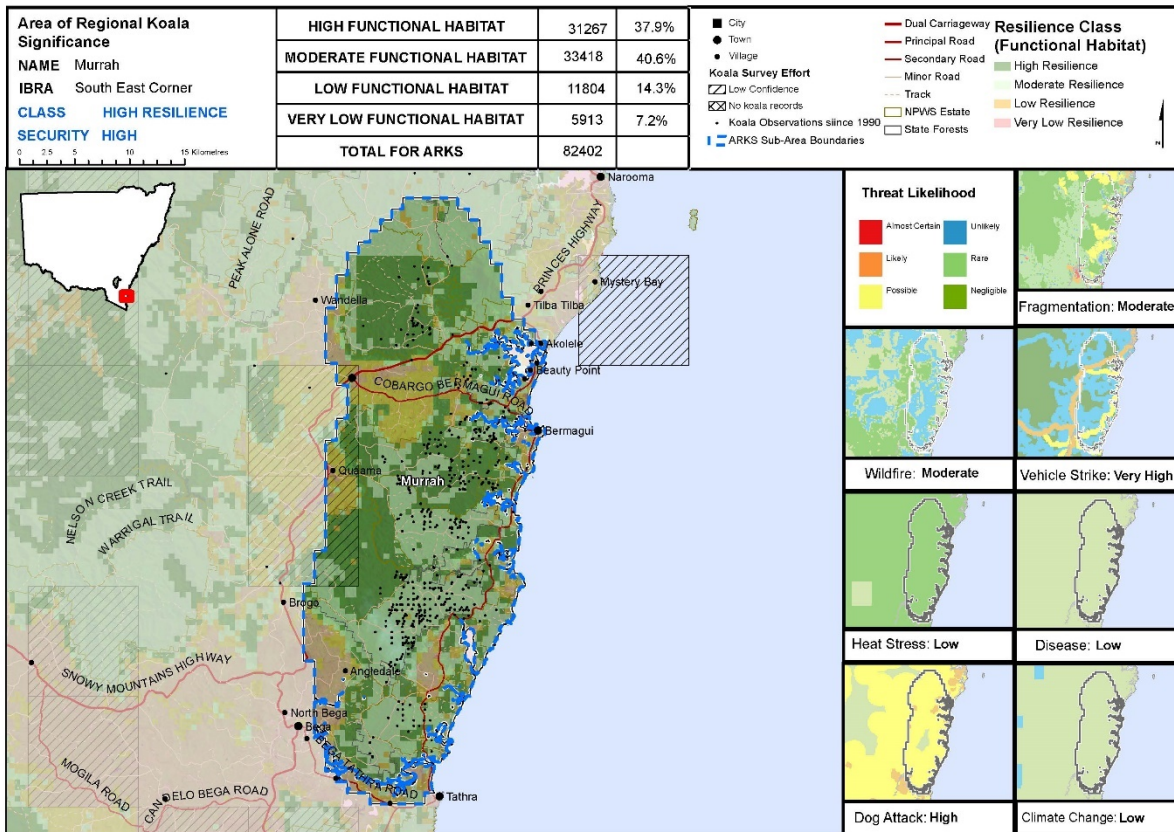 Area of Regional Koala
Significance
NAME Murrah
IBRA South East Corner
CLASS HIGH RESILIENCE
SECURITY HIGH
0 2.5 5 10 15 Kilometres
HIGH FUNCTIONAL HABITAT 31267 37.9%
MODERATE FUNCTIONAL HABITAT 33418 40.6%
LOW FUNCTIONAL HABITAT 11804 14.3%
VERY LOW FUNCTIONAL HABITAT 5913 7.2%
TOTAL FOR ARKS 82402
City
Town
Village
Koala Survey Effort
Low Confidence
No koala records
Koala Observations siince 1990
ARKS Sub-Area Boundaries
Dual Carriageway
Principal Road
Secondary Road
Minor Road
Track
NPWS Estate
State Forests
Resilience Class
(Functional Habitat)
High Resilience
Moderate Resilience
Low Resilience
Very Low Resilience
N
Narooma
PEAK ALONE ROAD
PRINCES HIGHWAY
Mystery Bay
Wandella
Tilba Tilba
Akolele
Beauty Point
COBARGO BERMAGUI ROAD
Bermagui
Quaama
Murrah
NELSON CREEK TRAIL
WARRIGAL TRAIL
Brogo
SNOWY MOUNTAINS HIGHWAY
Angledale
North Bega
Bega
BEGA TATHRA ROAD
MOGILA ROAD
CANDELO BEGA ROAD
Tathra
Threat Likelihood
Almost Certain
Unlikely
Likely
Rare
Possible
Negligible
Fragmentation: Moderate
Wildfire: Moderate
Vehicle Strike: Very High
Heat Stress: Low
Disease: Low
Dog Attack: High
Climate Change: Low